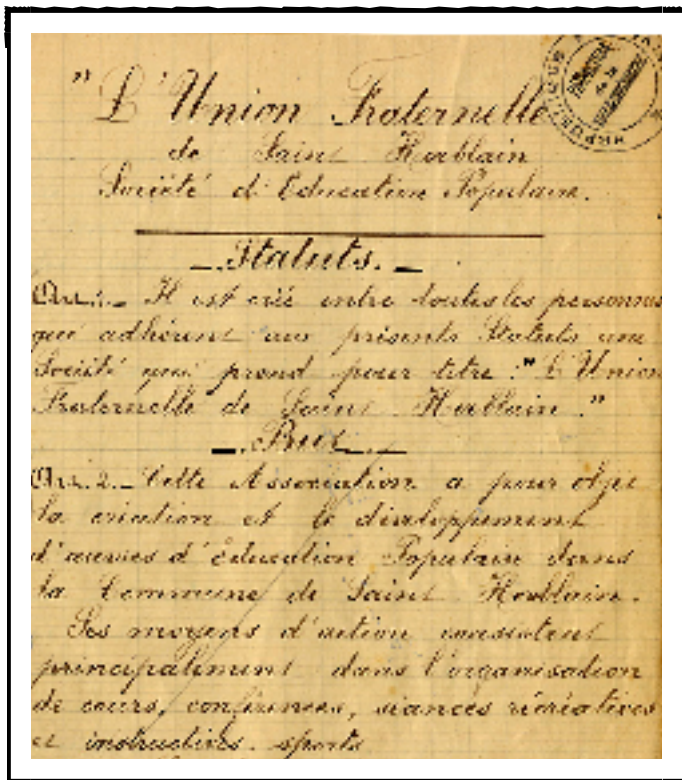 "L'Union Fraternelle
de Saint Herblain
Société d'Education Populaire.
Statuts.
Art. 1. - Il est créé entre toutes les personnes
qui adhèrent aux présents Statuts une
Société qui prend pour titre : "L'Union
Fraternelle de Saint Herblain."
But.
Art. 2. - Cette Association a pour objet
la création et le développement
d'œuvres d'Education Populaire dans
la Commune de Saint Herblain.
Ses moyens d'action consistent
principalement dans l'organisation
de cours, conférences, séances récréatives
et instructives. sports